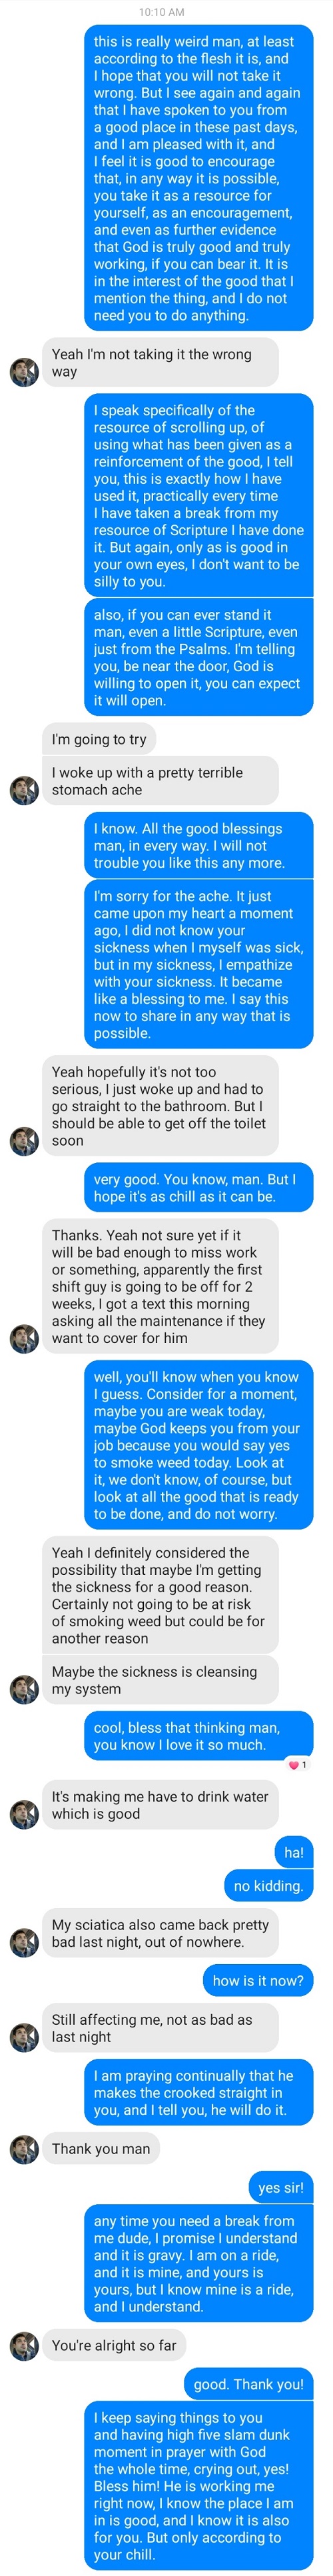 10:10 AM
this is really weird man, at least
according to the flesh it is, and
I hope that you will not take it
wrong. But I see again and again
that I have spoken to you from
a good place in these past days,
and I am pleased with it, and
I feel it is good to encourage
that, in any way it is possible,
you take it as a resource for
yourself, as an encouragement,
and even as further evidence
that God is truly good and truly
working, if you can bear it. It is
in the interest of the good that I
mention the thing, and I do not
need you to do anything.
Yeah I'm not taking it the wrong
way
I speak specifically of the
resource of scrolling up, of
using what has been given as a
reinforcement of the good, I tell
you, this is exactly how I have
used it, practically every time
I have taken a break from my
resource of Scripture I have done
it. But again, only as is good in
your own eyes, I don't want to be
silly to you.
also, if you can ever stand it
man, even a little Scripture, even
just from the Psalms. I'm telling
you, be near the door, God is
willing to open it, you can expect
it will open.
I'm going to try
I woke up with a pretty terrible
stomach ache
I know. All the good blessings
man, in every way. I will not
trouble you like this any more.
I'm sorry for the ache. It just
came upon my heart a moment
ago, I did not know your
sickness when I myself was sick,
but in my sickness, I empathize
with your sickness. It became
like a blessing to me. I say this
now to share in any way that is
possible.
Yeah hopefully it's not too
serious, I just woke up and had to
go straight to the bathroom. But I
should be able to get off the toilet
soon
very good. You know, man. But I
hope it's as chill as it can be.
Thanks. Yeah not sure yet if it
will be bad enough to miss work
or something, apparently the first
shift guy is going to be off for 2
weeks, I got a text this morning
asking all the maintenance if they
want to cover for him
well, you'll know when you know
I guess. Consider for a moment,
maybe you are weak today,
maybe God keeps you from your
job because you would say yes
to smoke weed today. Look at
it, we don't know, of course, but
look at all the good that is ready
to be done, and do not worry.
Yeah I definitely considered the
possibility that maybe I'm getting
the sickness for a good reason.
Certainly not going to be at risk
of smoking weed but could be for
another reason
Maybe the sickness is cleansing
my system
cool, bless that thinking man,
you know I love it so much.
1
It's making me have to drink water
which is good
ha!
no kidding.
My sciatica also came back pretty
bad last night, out of nowhere.
how is it now?
Still affecting me, not as bad as
last night
I am praying continually that he
makes the crooked straight in
you, and I tell you, he will do it.
Thank you man
yes sir!
any time you need a break from
me dude, I promise I understand
and it is gravy. I am on a ride,
and it is mine, and yours is
yours, but I know mine is a ride,
and I understand.
You're alright so far
good. Thank you!
I keep saying things to you
and having high five slam dunk
moment in prayer with God
the whole time, crying out, yes!
Bless him! He is working me
right now, I know the place I am
in is good, and I know it is also
for you. But only according to
your chill.